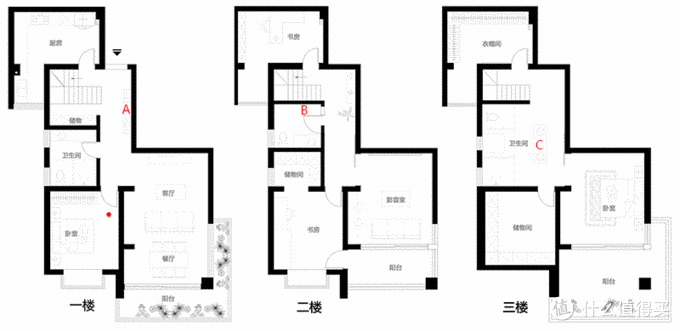 厨房
A
储物
卫生间
客厅
卧室
餐厅
阳台
一楼
书房
B
储物间
影音室
书房
阳台
二楼
衣帽间
卫生间
C
卧室
储物间
阳台
三楼
值 什么值得买